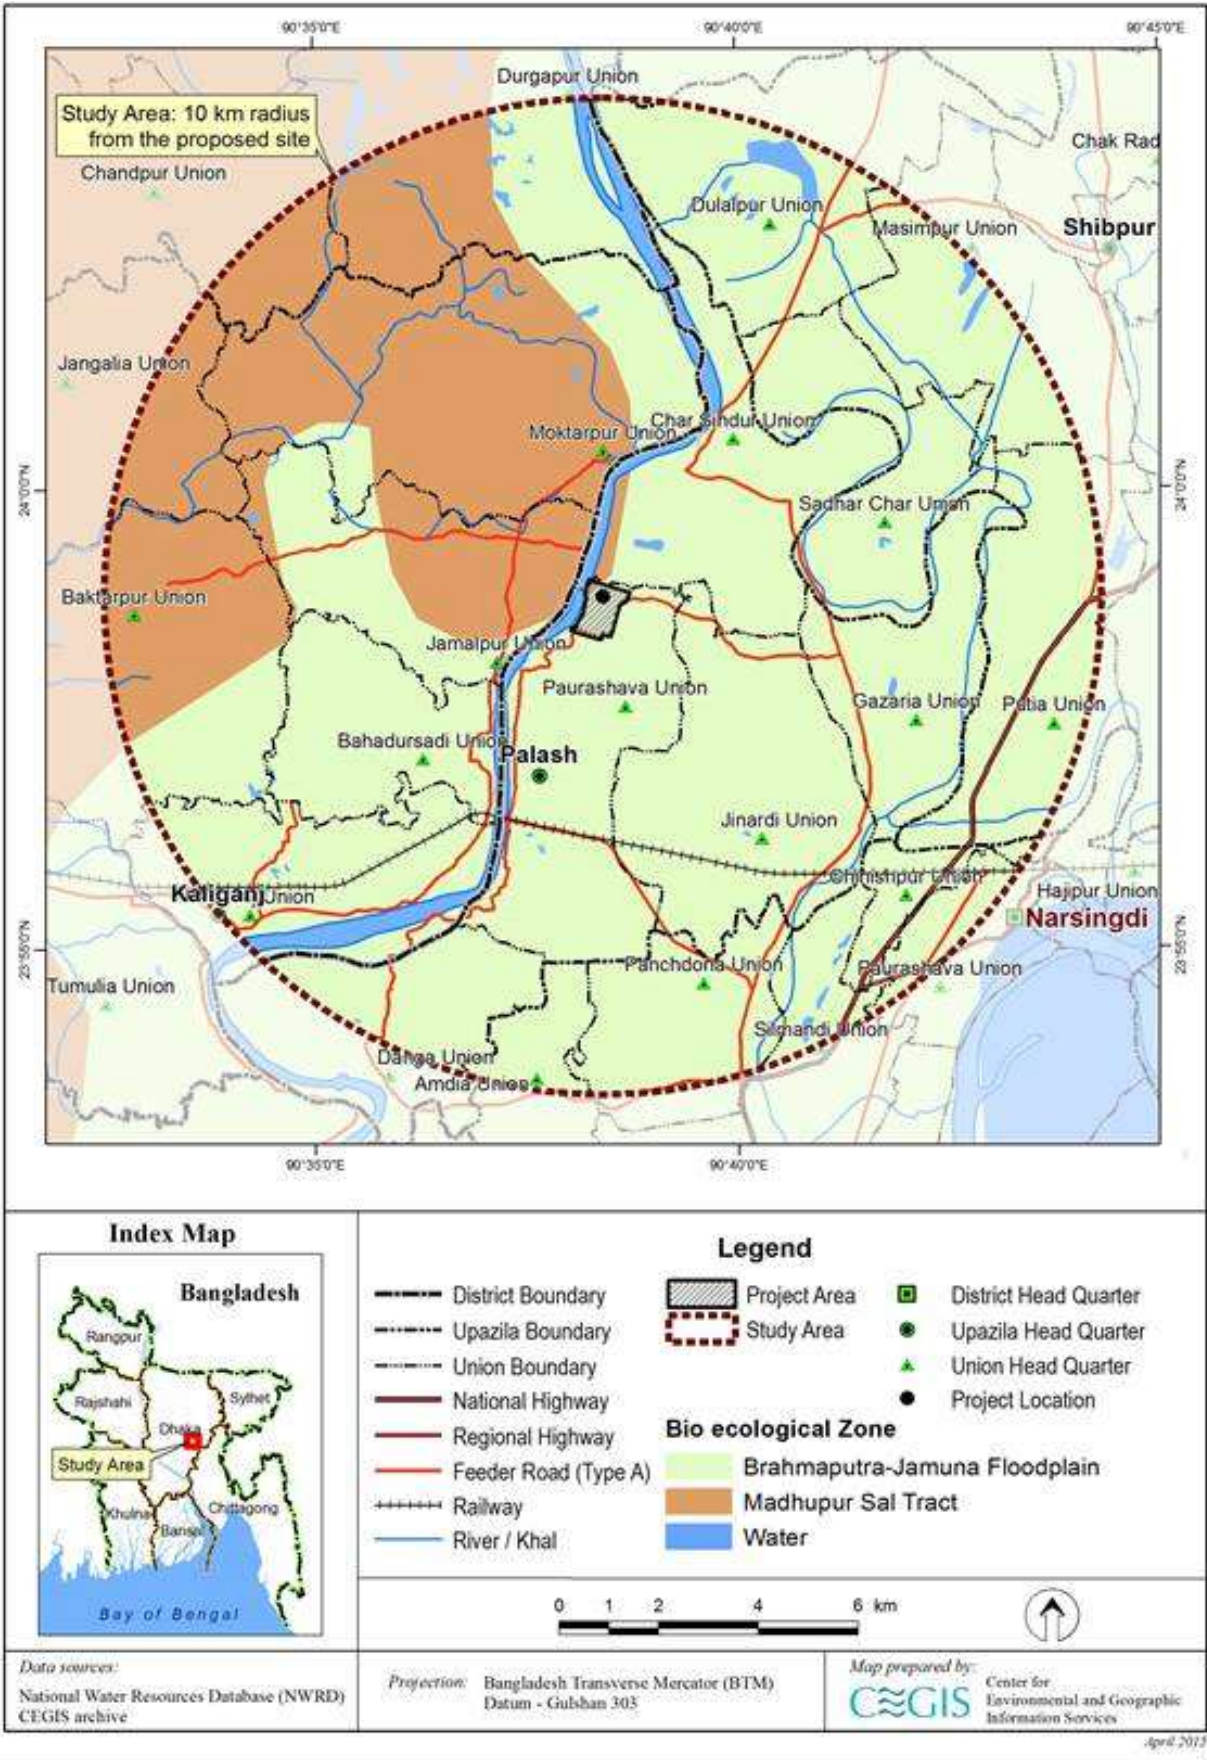 90°35'0"E
90°40'0"E
90°45'0"E
Durgapur Union
Study Area: 10 km radius
from the proposed site
Chak Rad
Chandpur Union
Dulalpur Union
Masimpur Union
Shibpur
Jangalia Union
Char Sindur Union
Moktarpur Union
24°0'0"N
24°0'0"N
Sadhar Char Union
Baktarpur Union
Jamalpur Union
Paurashava Union
Gazaria Union
Putia Union
Bahadursadi Union
Palash
Jinardi Union
Chinishpur Union
Kaliganj Union
Hajipur Union
Narsingdi
23°55'0"N
23°55'0"N
Panchdona Union
Paurashava Union
Tumulia Union
Silmandi Union
Danga Union
Amdia Union
90°35'0"E
90°40'0"E
Index Map
Bangladesh
Rangpur
Rajshahi
Sylhet
Dhaka
Study Area
Khulna
Barisal
Chittagong
Bay of Bengal
Legend
District Boundary
Upazila Boundary
Union Boundary
National Highway
Regional Highway
Feeder Road (Type A)
Railway
River / Khal
Project Area
Study Area
District Head Quarter
Upazila Head Quarter
Union Head Quarter
Project Location
Bio ecological Zone
Brahmaputra-Jamuna Floodplain
Madhupur Sal Tract
Water
0 1 2 4 6 km
Data sources:
National Water Resources Database (NWRD)
CEGIS archive
Projection: Bangladesh Transverse Mercator (BTM)
Datum - Gulshan 303
Map prepared by:
CEGIS
Center for
Environmental and Geographic
Information Services